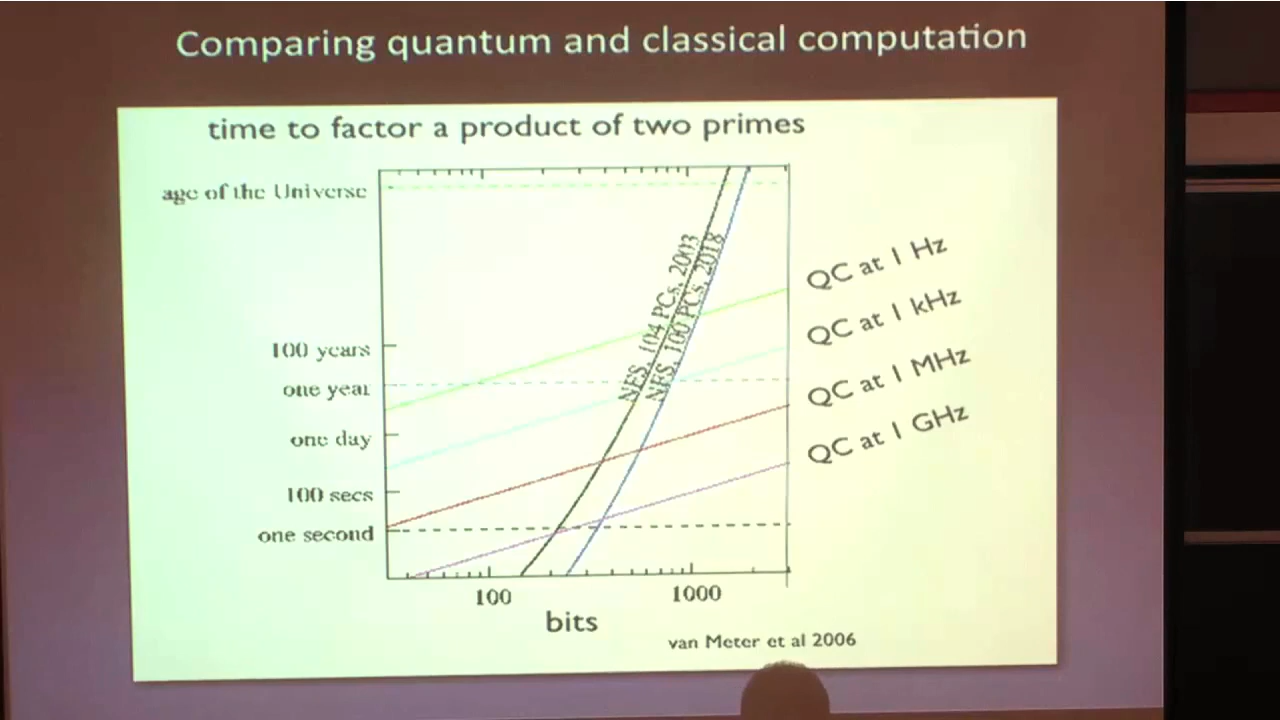 Comparing quantum and classical computation
time to factor a product of two primes
age of the Universe
100 years
one year
one day
100 secs
one second
NFS, 104 PCs, 2003
NFS, 100 PCs, 2018
QC at 1 Hz
QC at 1 kHz
QC at 1 MHz
QC at 1 GHz
100
1000
bits
van Meter et al 2006